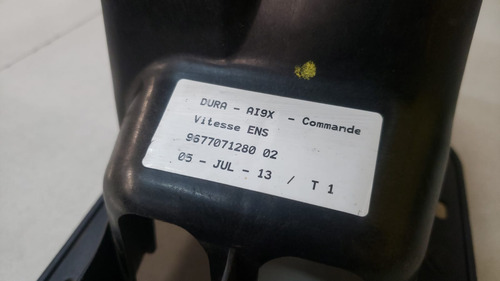 DURA - AI9X - Commande
Vitesse ENS
9677071280 02
05 - JUL - 13 / T 1